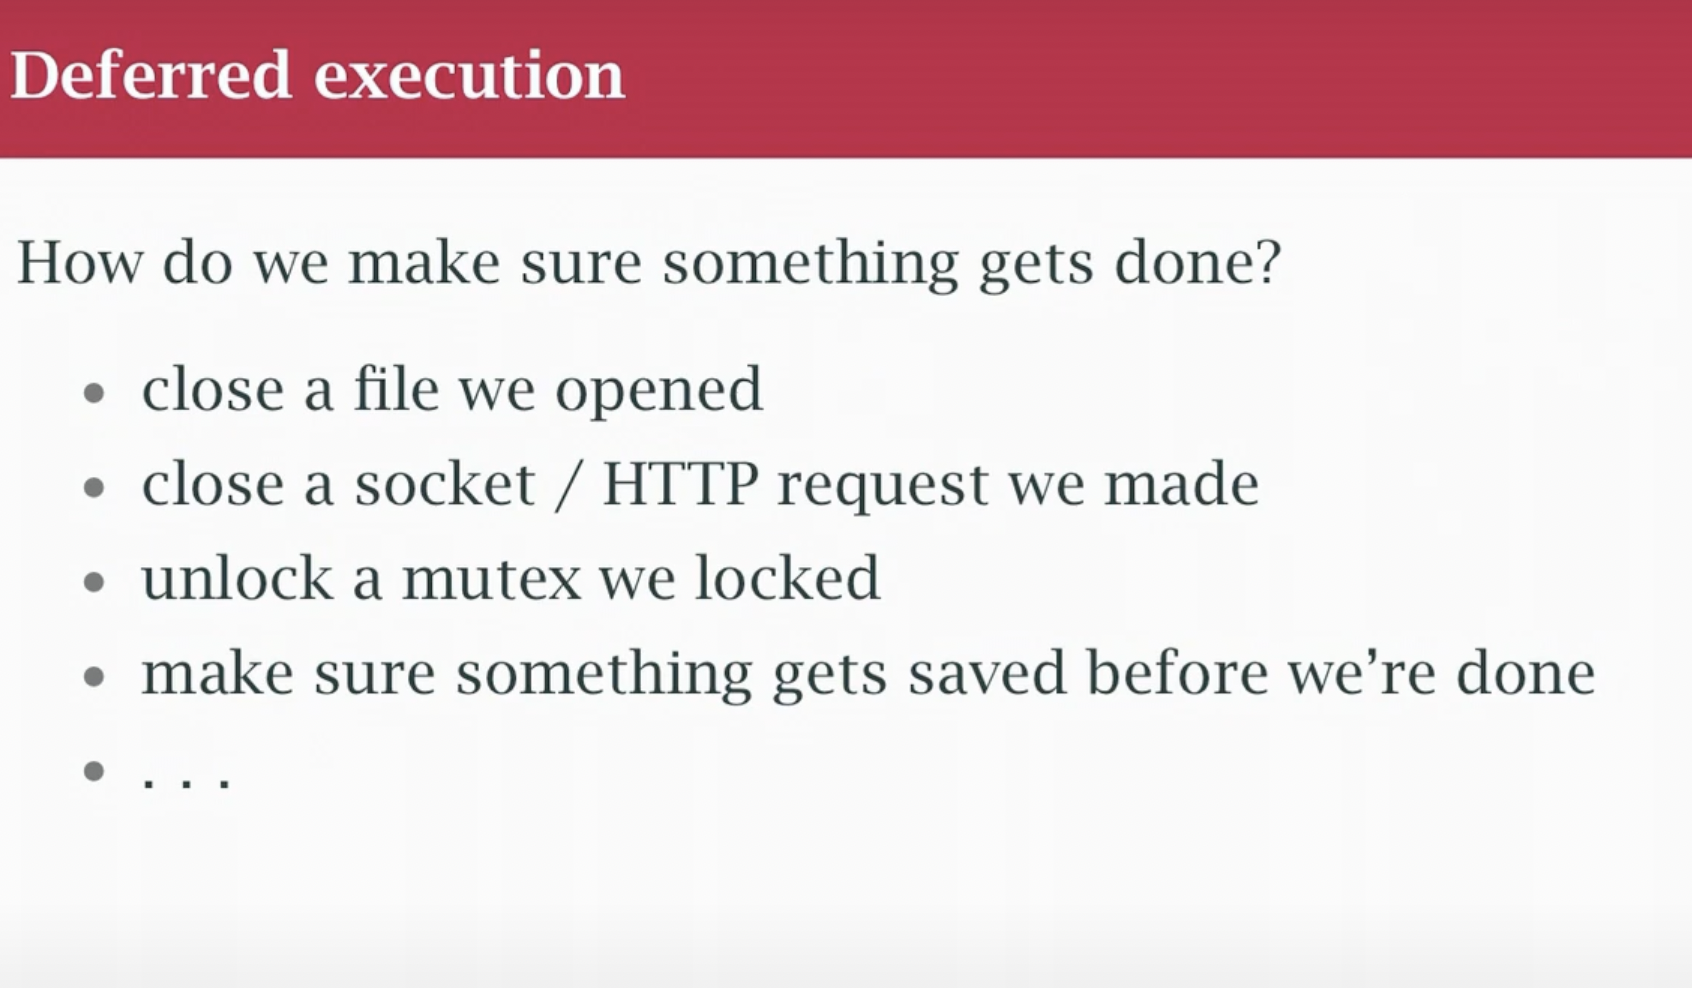 Deferred execution
How do we make sure something gets done?
• close a file we opened
• close a socket / HTTP request we made
• unlock a mutex we locked
• make sure something gets saved before we’re done
• . . .